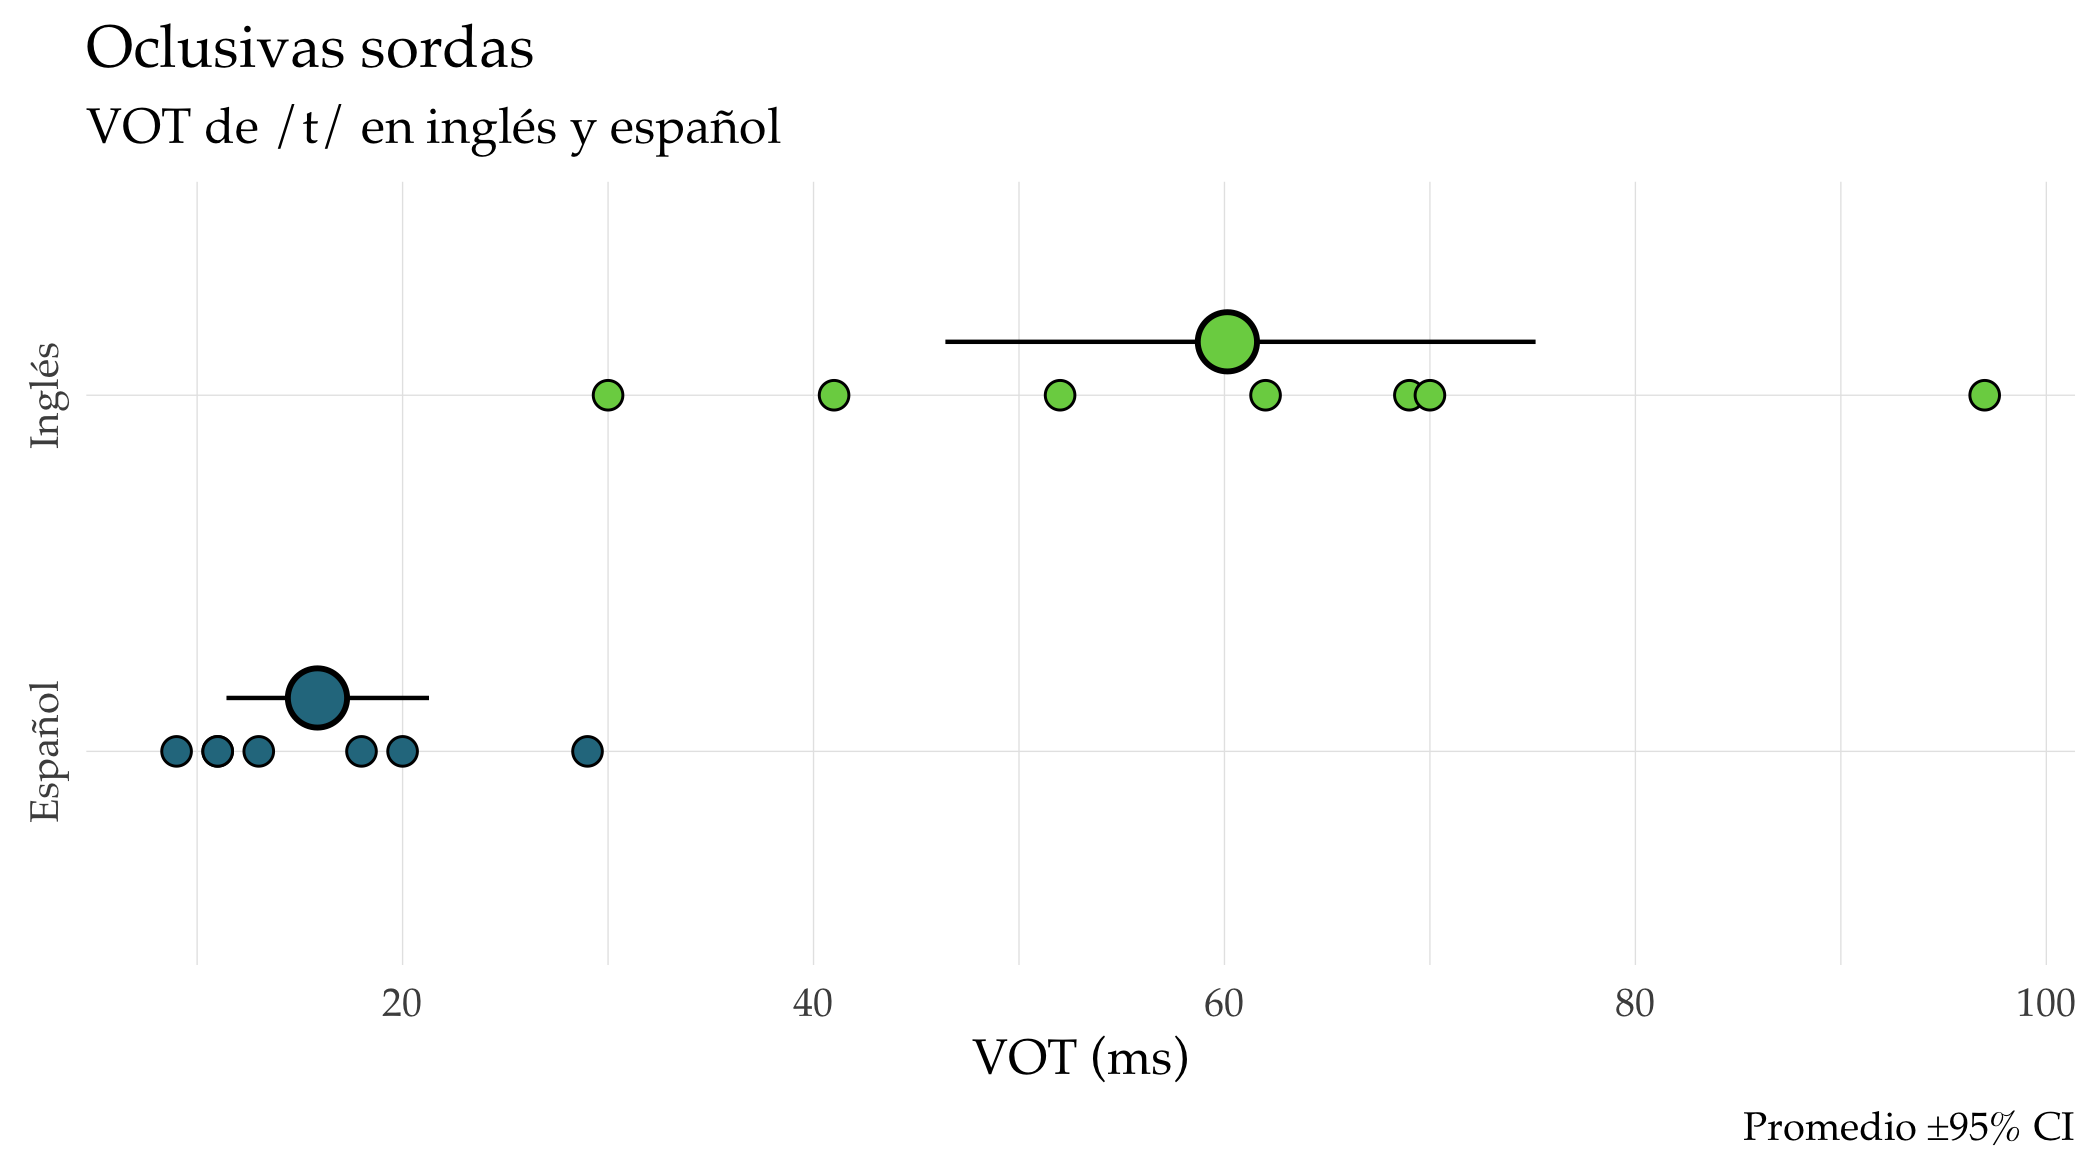 Oclusivas sordas
VOT de /t/ en inglés y español
Inglés
Español
20 40 60 80 100
VOT (ms)
Promedio ±95% CI